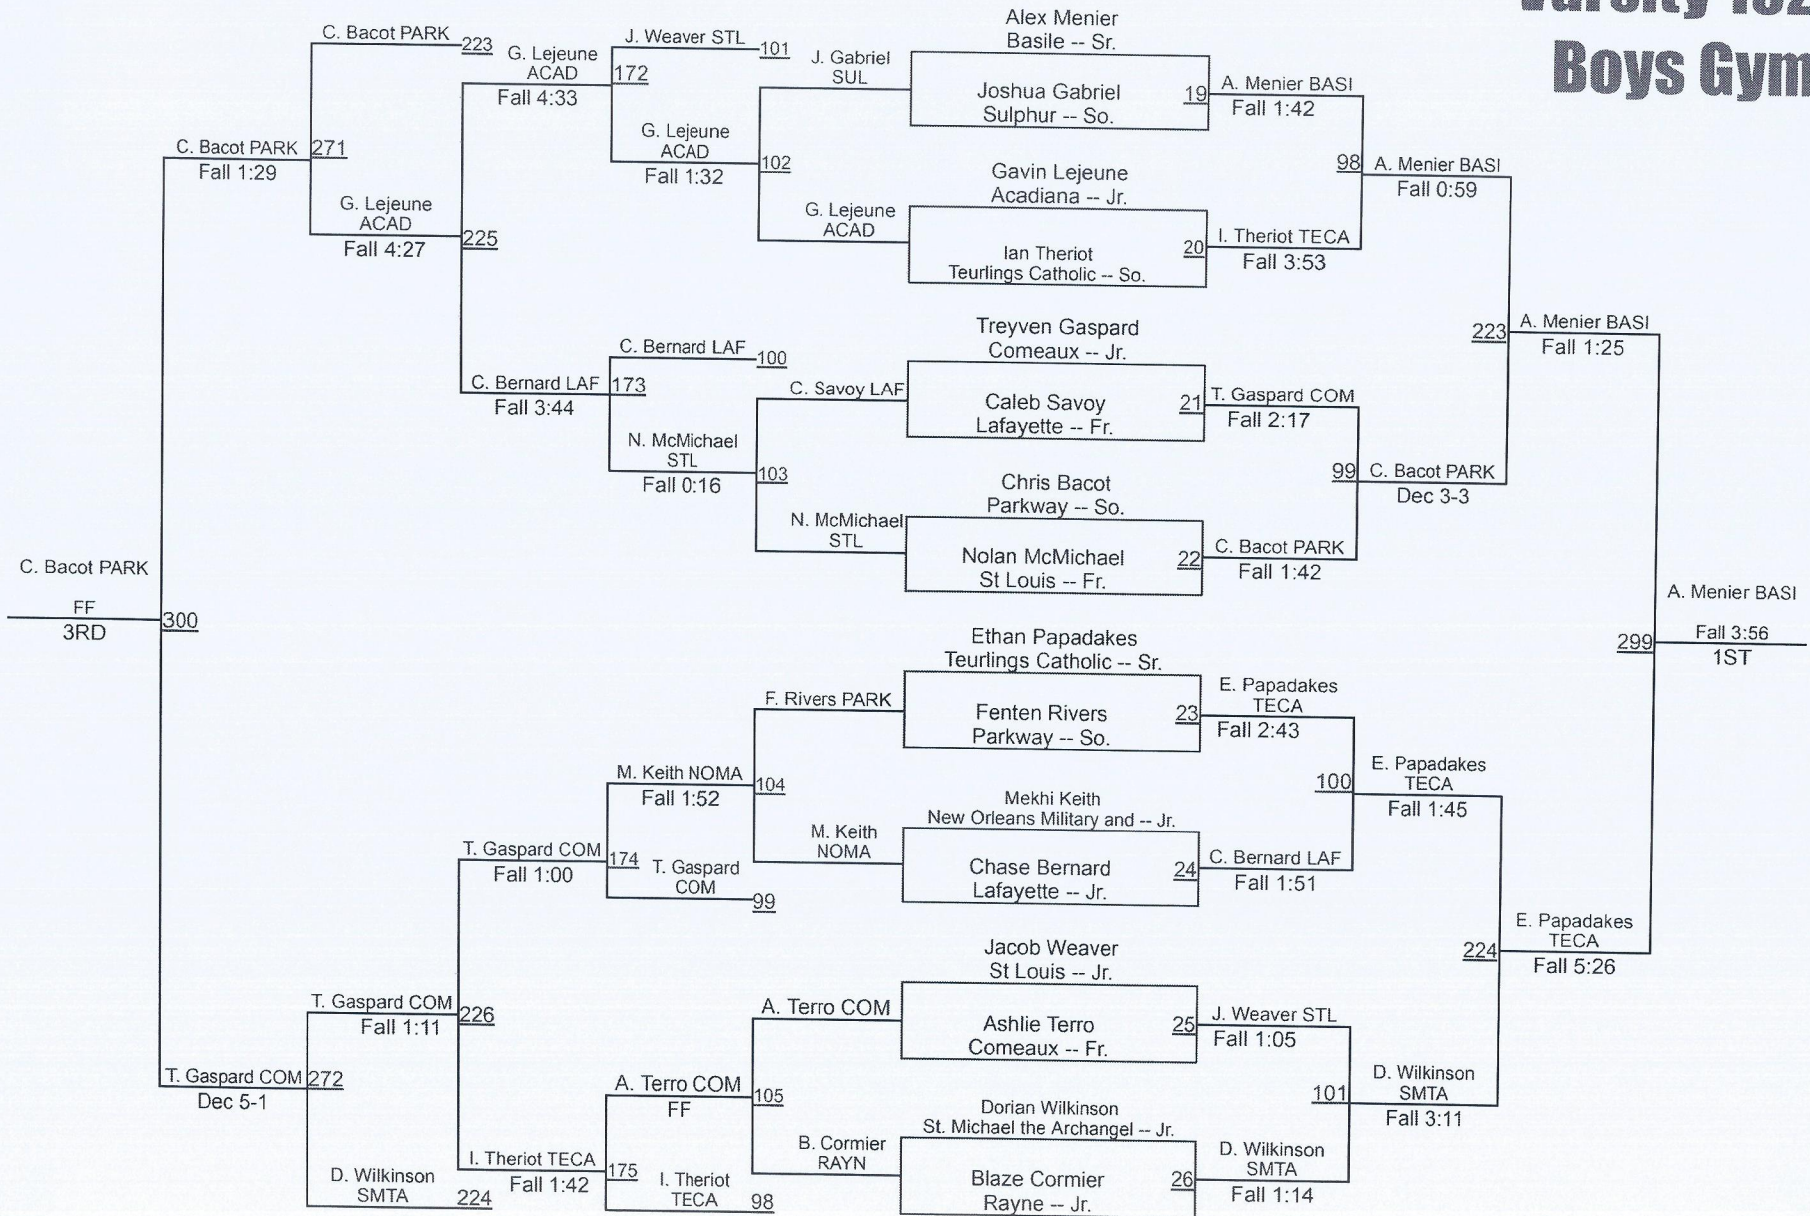 Boys Gym
C. Bacot PARK
223
G. Lejeune
ACAD
Fall 4:33
J. Weaver STL
101
172
J. Gabriel
SUL
Alex Menier
Basile -- Sr.
Joshua Gabriel
Sulphur -- So.
19
A. Menier BASI
Fall 1:42
C. Bacot PARK
Fall 1:29
271
G. Lejeune
ACAD
Fall 1:32
102
98
A. Menier BASI
Fall 0:59
G. Lejeune
ACAD
Fall 4:27
225
G. Lejeune
ACAD
Gavin Lejeune
Acadiana -- Jr.
Ian Theriot
Teurlings Catholic -- So.
20
I. Theriot TECA
Fall 3:53
223
A. Menier BASI
Fall 1:25
C. Bernard LAF
100
C. Bernard LAF
Fall 3:44
173
C. Savoy LAF
Treyven Gaspard
Comeaux -- Jr.
Caleb Savoy
Lafayette -- Fr.
21
T. Gaspard COM
Fall 2:17
N. McMichael
STL
Fall 0:16
103
99
C. Bacot PARK
Dec 3-3
N. McMichael
STL
Chris Bacot
Parkway -- So.
Nolan McMichael
St Louis -- Fr.
22
C. Bacot PARK
Fall 1:42
C. Bacot PARK
FF
3RD
300
A. Menier BASI
Fall 3:56
1ST
299
F. Rivers PARK
Ethan Papadakes
Teurlings Catholic -- Sr.
Fenten Rivers
Parkway -- So.
23
E. Papadakes
TECA
Fall 2:43
M. Keith NOMA
Fall 1:52
104
100
E. Papadakes
TECA
Fall 1:45
M. Keith
NOMA
Mekhi Keith
New Orleans Military and -- Jr.
Chase Bernard
Lafayette -- Jr.
24
C. Bernard LAF
Fall 1:51
T. Gaspard COM
Fall 1:00
174
T. Gaspard
COM
99
224
E. Papadakes
TECA
Fall 5:26
T. Gaspard COM
Fall 1:11
226
A. Terro COM
Jacob Weaver
St Louis -- Jr.
Ashlie Terro
Comeaux -- Fr.
25
J. Weaver STL
Fall 1:05
T. Gaspard COM
Dec 5-1
272
A. Terro COM
FF
105
101
D. Wilkinson
SMTA
Fall 3:11
B. Cormier
RAYN
Dorian Wilkinson
St. Michael the Archangel -- Jr.
Blaze Cormier
Rayne -- Jr.
26
D. Wilkinson
SMTA
Fall 1:14
I. Theriot TECA
Fall 1:42
175
I. Theriot
TECA
98
D. Wilkinson
SMTA
224